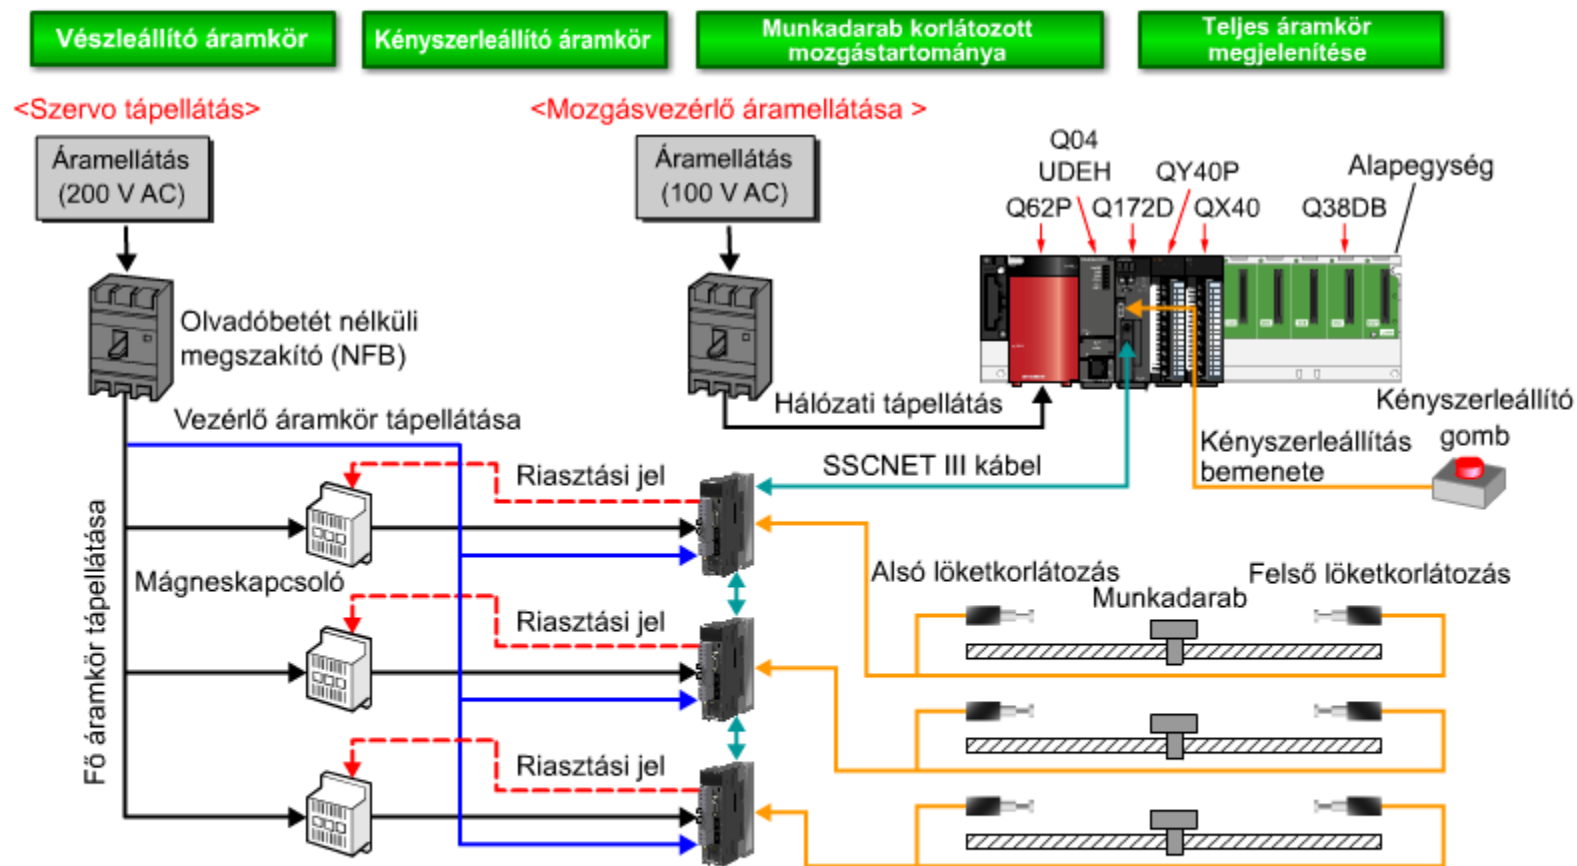 Vészleállító áramkör
Kényszerleállító áramkör
Munkadarab korlátozott
mozgástartománya
Teljes áramkör
megjelenítése
<Szervo tápellátás>
<Mozgásvezérlő áramellátása >
Áramellátás
(200 V AC)
Áramellátás
(100 V AC)
Q04
UDEH
QY40P
Alapegység
Q62P
Q172D
QX40
Q38DB
Olvadóbetét nélküli
megszakító (NFB)
Hálózati tápellátás
Kényszerleállító
gomb
Vezérlő áramkör tápellátása
Kényszerleállítás
bemenete
Riasztási jel
SSCNET III kábel
Fő áramkör tápellátása
Mágneskapcsoló
Alsó löketkorlátozás
Felső löketkorlátozás
Munkadarab
Riasztási jel
Riasztási jel